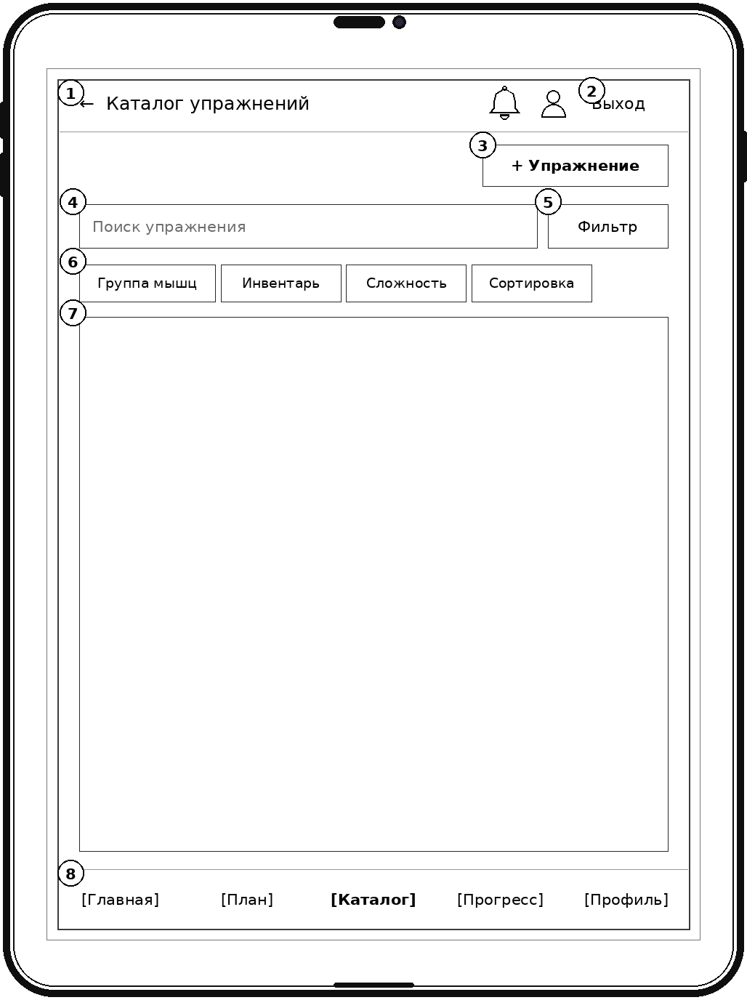 1
← Каталог упражнений
2
Выход
3
+ Упражнение
4
Поиск упражнения
5
Фильтр
6
Группа мышц
Инвентарь
Сложность
Сортировка
7
8
[Главная]
[План]
[Каталог]
[Прогресс]
[Профиль]